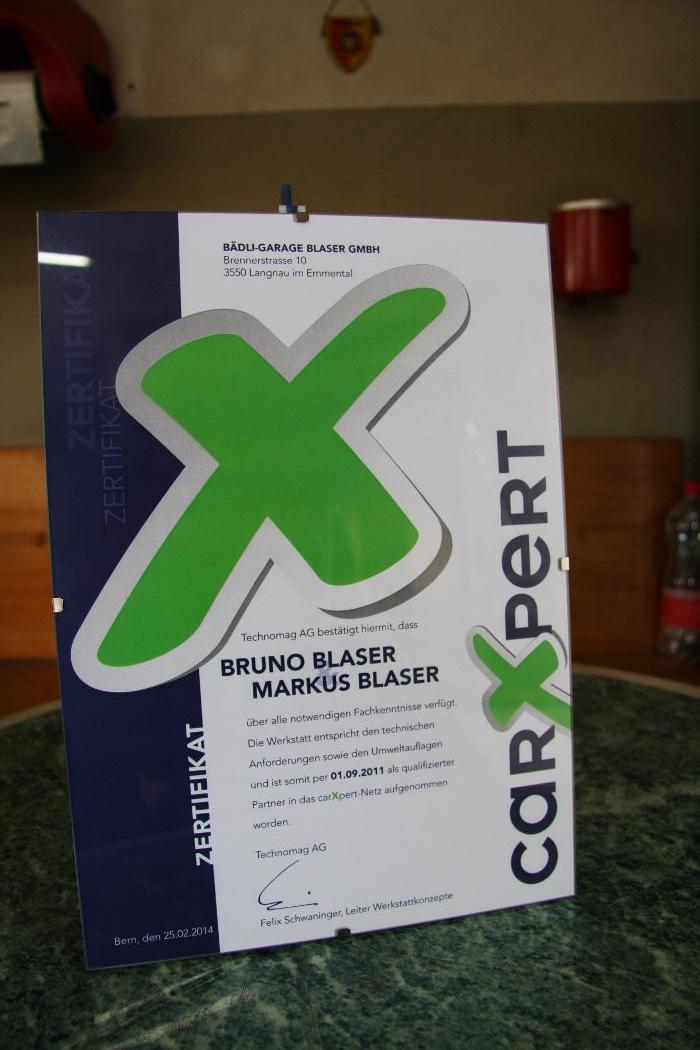 BÄDLI-GARAGE BLASER GMBH
Brennerstrasse 10
3550 Langnau im Emmental
ZERTIFIKAT
ZERTIFIKAT
Technomag AG bestätigt hiermit, dass
BRUNO BLASER
MARKUS BLASER
über alle notwendigen Fachkenntnisse verfügt.
Die Werkstatt entspricht den technischen
Anforderungen sowie den Umweltauflagen
und ist somit per 01.09.2011 als qualifizierter
Partner in das carXpert-Netz aufgenommen
worden.
Technomag AG
Felix Schwaninger, Leiter Werkstattkonzepte
ZERTIFIKAT
Bern, den 25.02.2014
carXpert